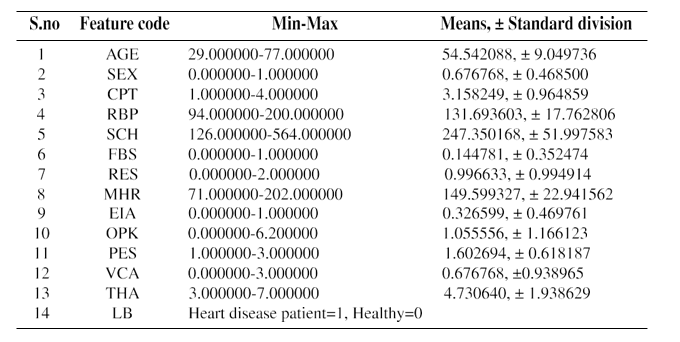 S.no Feature code Min-Max Means, ± Standard division
1 AGE 29.000000-77.000000 54.542088, ± 9.049736
2 SEX 0.000000-1.000000 0.676768, ± 0.468500
3 CPT 1.000000-4.000000 3.158249, ± 0.964859
4 RBP 94.000000-200.000000 131.693603, ± 17.762806
5 SCH 126.000000-564.000000 247.350168, ± 51.997583
6 FBS 0.000000-1.000000 0.144781, ± 0.352474
7 RES 0.000000-2.000000 0.996633, ± 0.994914
8 MHR 71.000000-202.000000 149.599327, ± 22.941562
9 EIA 0.000000-1.000000 0.326599, ± 0.469761
10 OPK 0.000000-6.200000 1.055556, ± 1.166123
11 PES 1.000000-3.000000 1.602694, ± 0.618187
12 VCA 0.000000-3.000000 0.676768, ±0.938965
13 THA 3.000000-7.000000 4.730640, ± 1.938629
14 LB Heart disease patient=1, Healthy=0